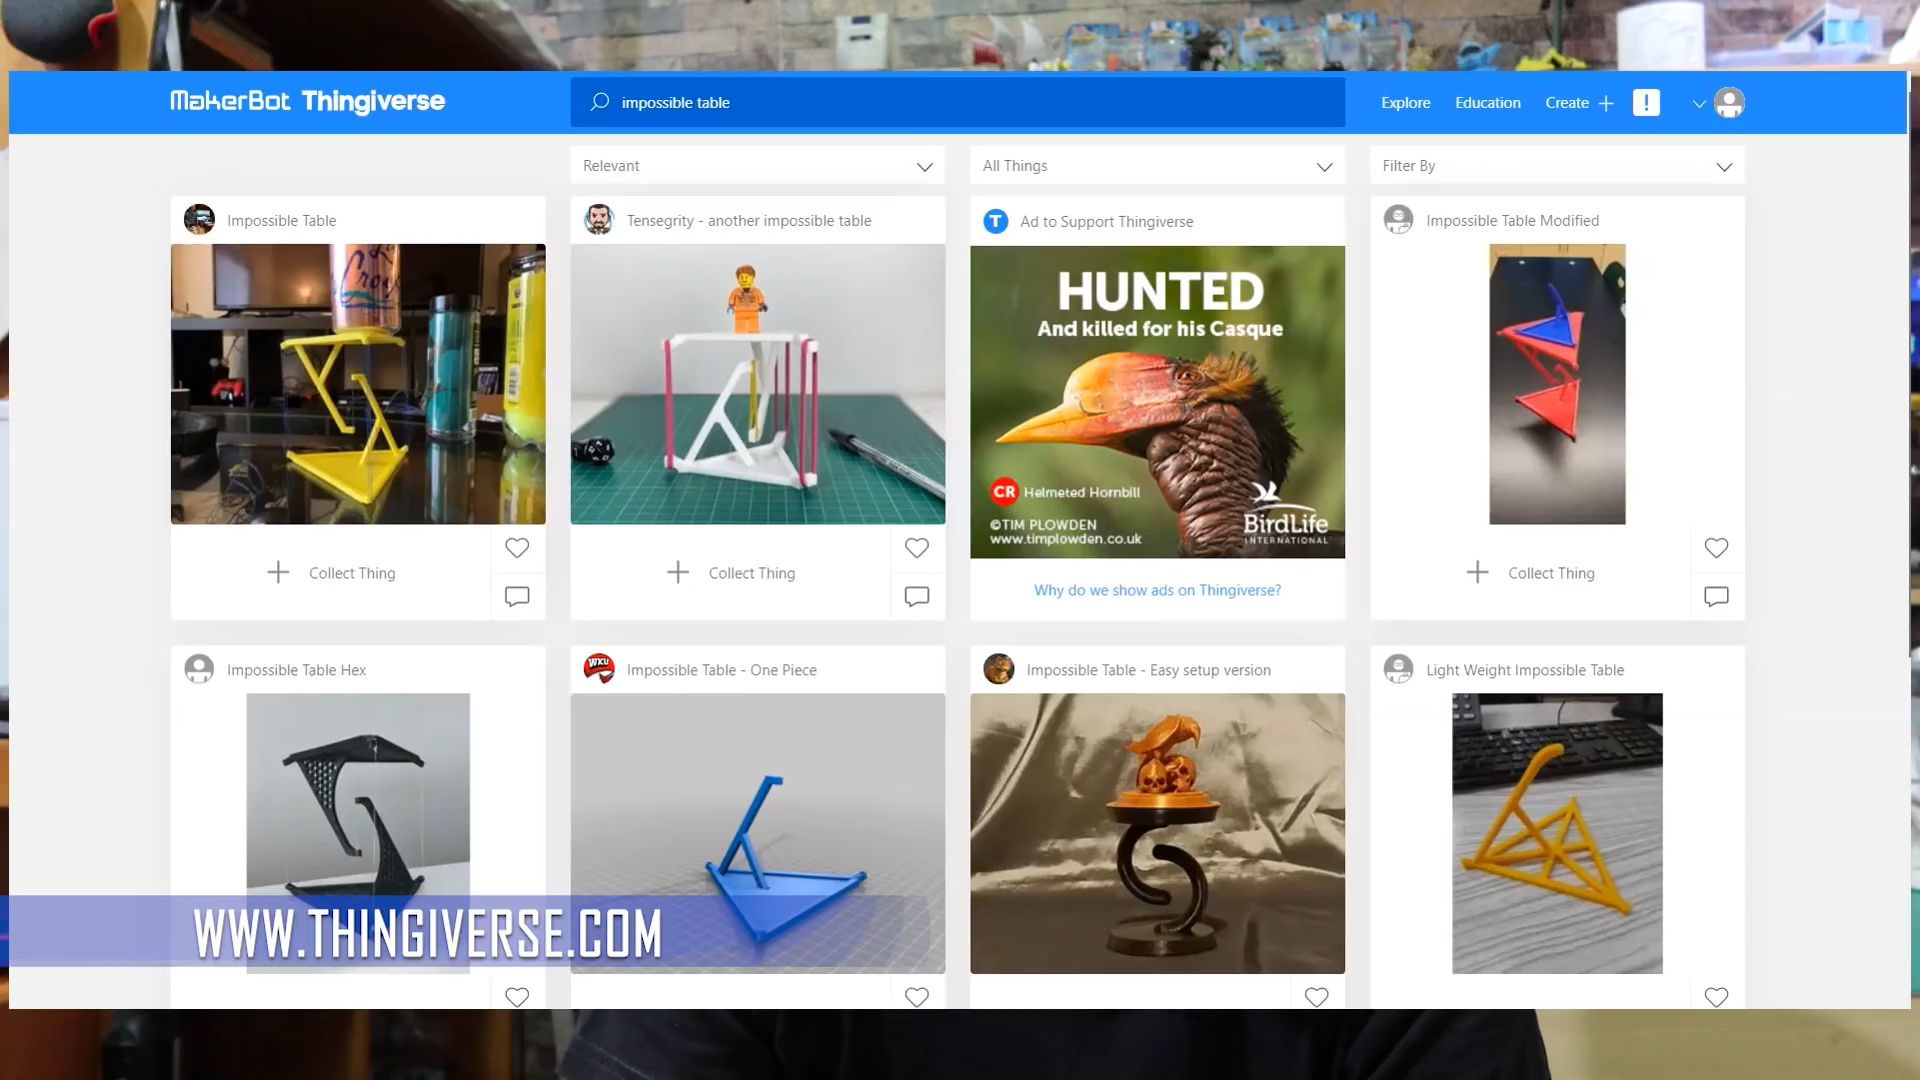 MakerBot Thingiverse
impossible table
Explore
Education
Create
!
Relevant
All Things
Filter By
Impossible Table
Tensegrity - another impossible table
T
Ad to Support Thingiverse
Impossible Table Modified
La
Croix
HUNTED
And killed for his Casque
CR Helmeted Hornbill
©TIM PLOWDEN
www.timplowden.co.uk
BirdLife
INTERNATIONAL
Collect Thing
Collect Thing
Why do we show ads on Thingiverse?
Collect Thing
Impossible Table Hex
WKU
Impossible Table - One Piece
Impossible Table - Easy setup version
Light Weight Impossible Table
WWW.THINGIVERSE.COM